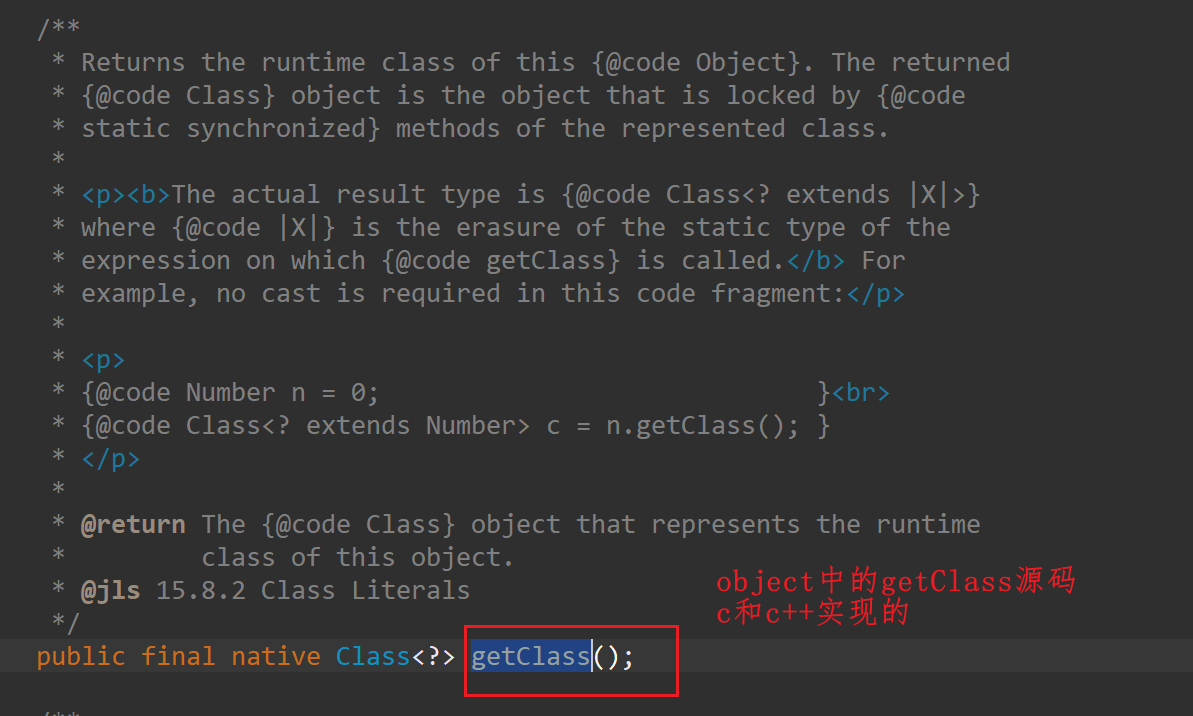 /**
* Returns the runtime class of this {@code Object}. The returned
* {@code Class} object is the object that is locked by {@code
* static synchronized} methods of the represented class.
*
* <p><b>The actual result type is {@code Class<? extends |X|>}
* where {@code |X|} is the erasure of the static type of the
* expression on which {@code getClass} is called.</b> For
* example, no cast is required in this code fragment:</p>
*
* <p>
* {@code Number n = 0;                             }<br>
* {@code Class<? extends Number> c = n.getClass(); }
* </p>
*
* @return The {@code Class} object that represents the runtime
*         class of this object.
* @jls 15.8.2 Class Literals
*/
object中的getClass源码
c和c++实现的
public final native Class<?> getClass();
/**